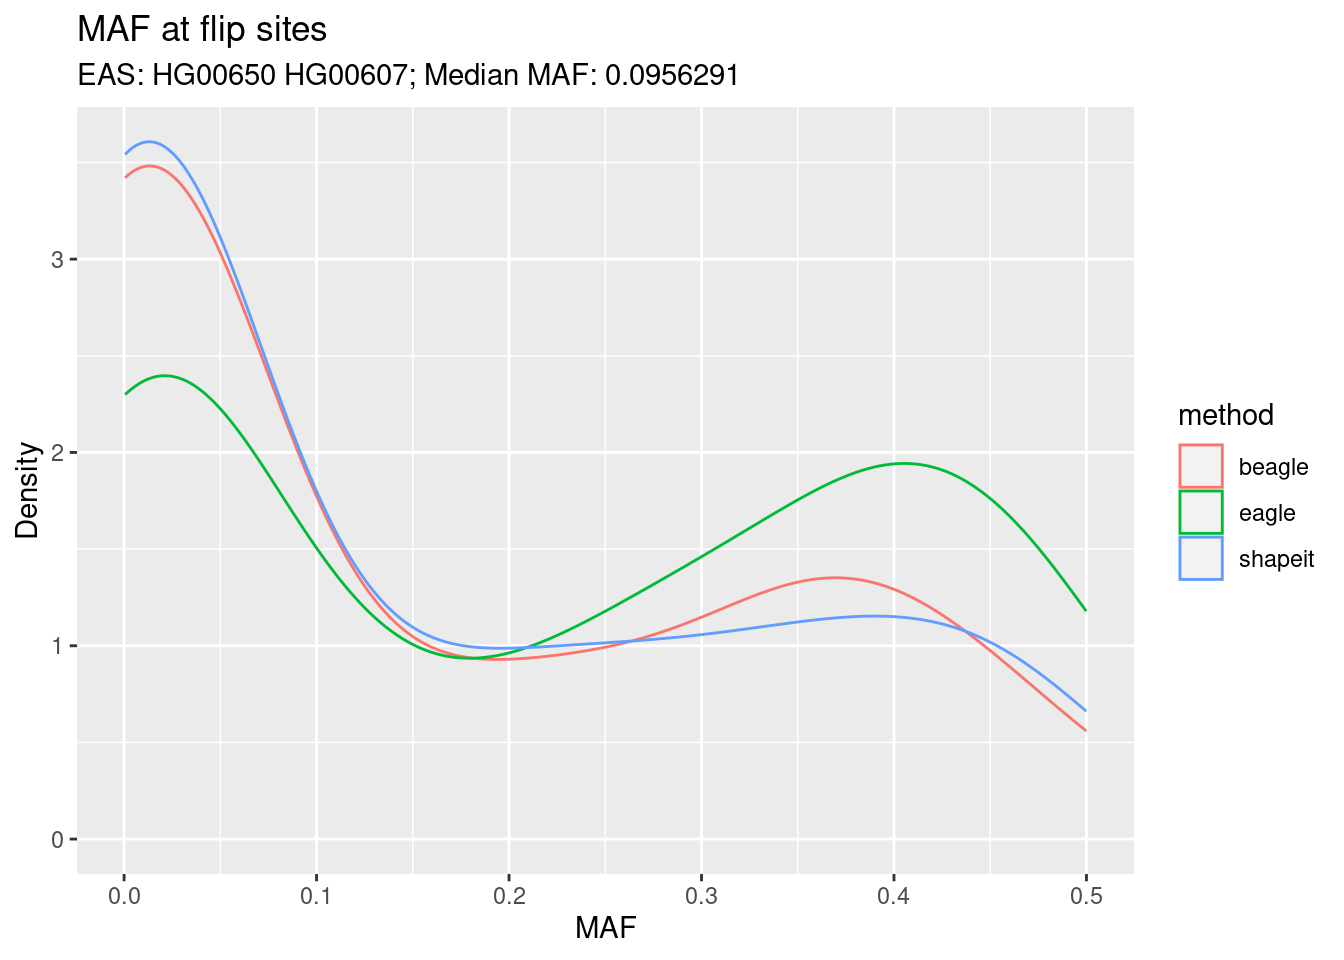 MAF at flip sites
EAS: HG00650 HG00607; Median MAF: 0.0956291
Density
3
2
1
0
0.0 0.1 0.2 0.3 0.4 0.5
MAF
method
beagle
eagle
shapeit